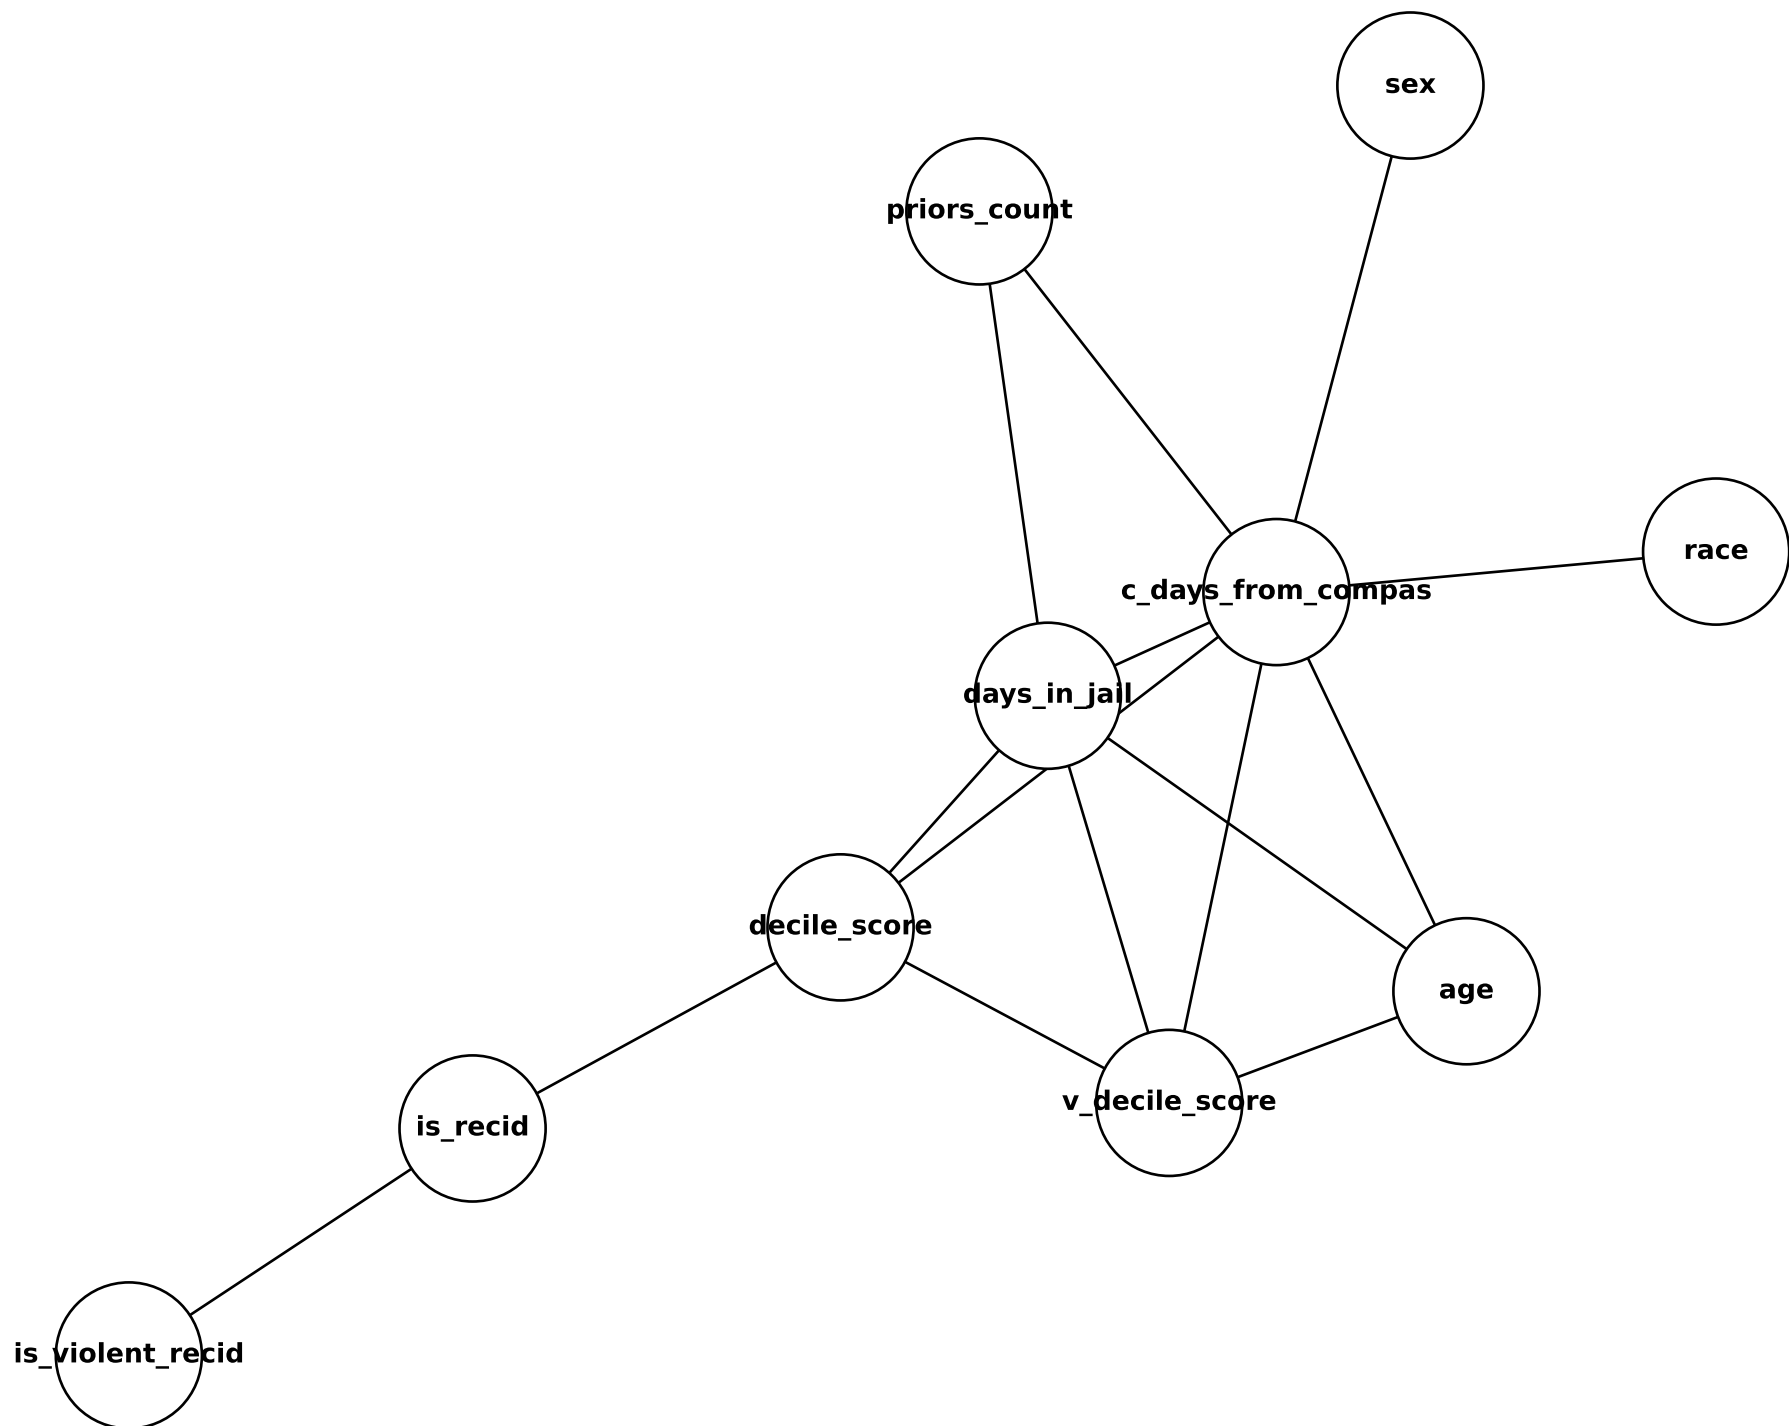 sex
priors_count
race
c_days_from_compas
days_in_jail
decile_score
age
v_decile_score
is_recid
is_violent_recid